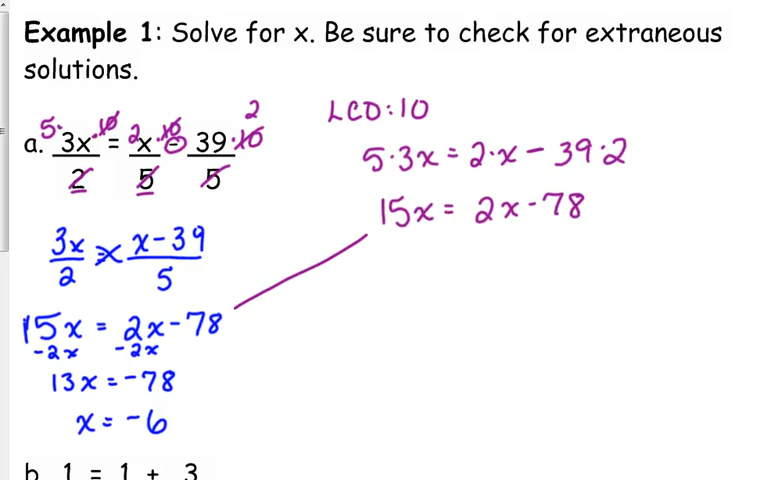 Example 1: Solve for x. Be sure to check for extraneous
solutions.
LCD: 10
a. 5· 3x/2 ·10 = 2 x/5 ·10 - 39/5 ·10 2
5·3x = 2·x - 39·2
15x = 2x - 78
3x/2 = x - 39/5
15x = 2x - 78
-2x -2x
13x = -78
x = -6
b. 1 = 1 + 3